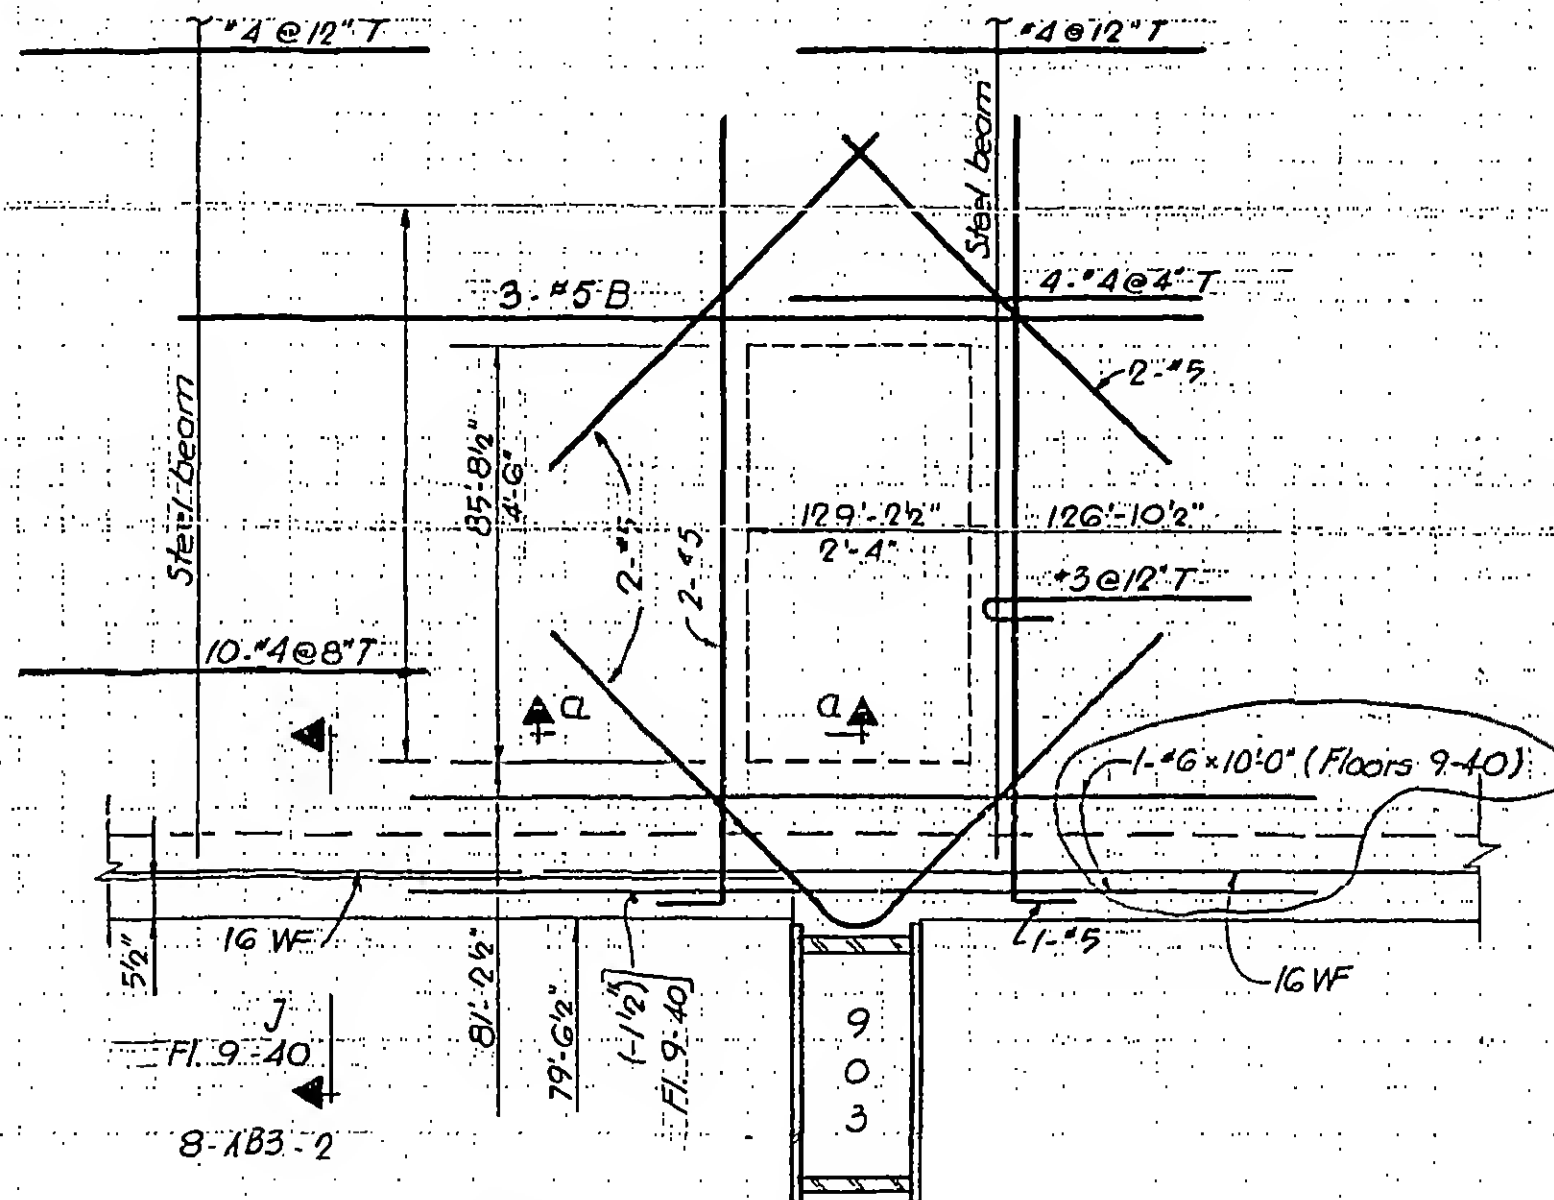 #4 @ 12" T
#4 @ 12" T
Steel beam
3-#5 B
4-#4@4" T
2-#5
Steel beam
85'-8½"
4'-6"
129'-2½"
2'-4"
126'-10½"
2-#5
2-#5
#3@12" T
10-#4@8" T
a
a
1-#6×10'-0" (Floors 9-40)
16 WF
1-#5
16 WF
5½"
81'-2½"
79'-6½"
(-1½")
Fl. 9-40
J
Fl. 9-40
9
0
3